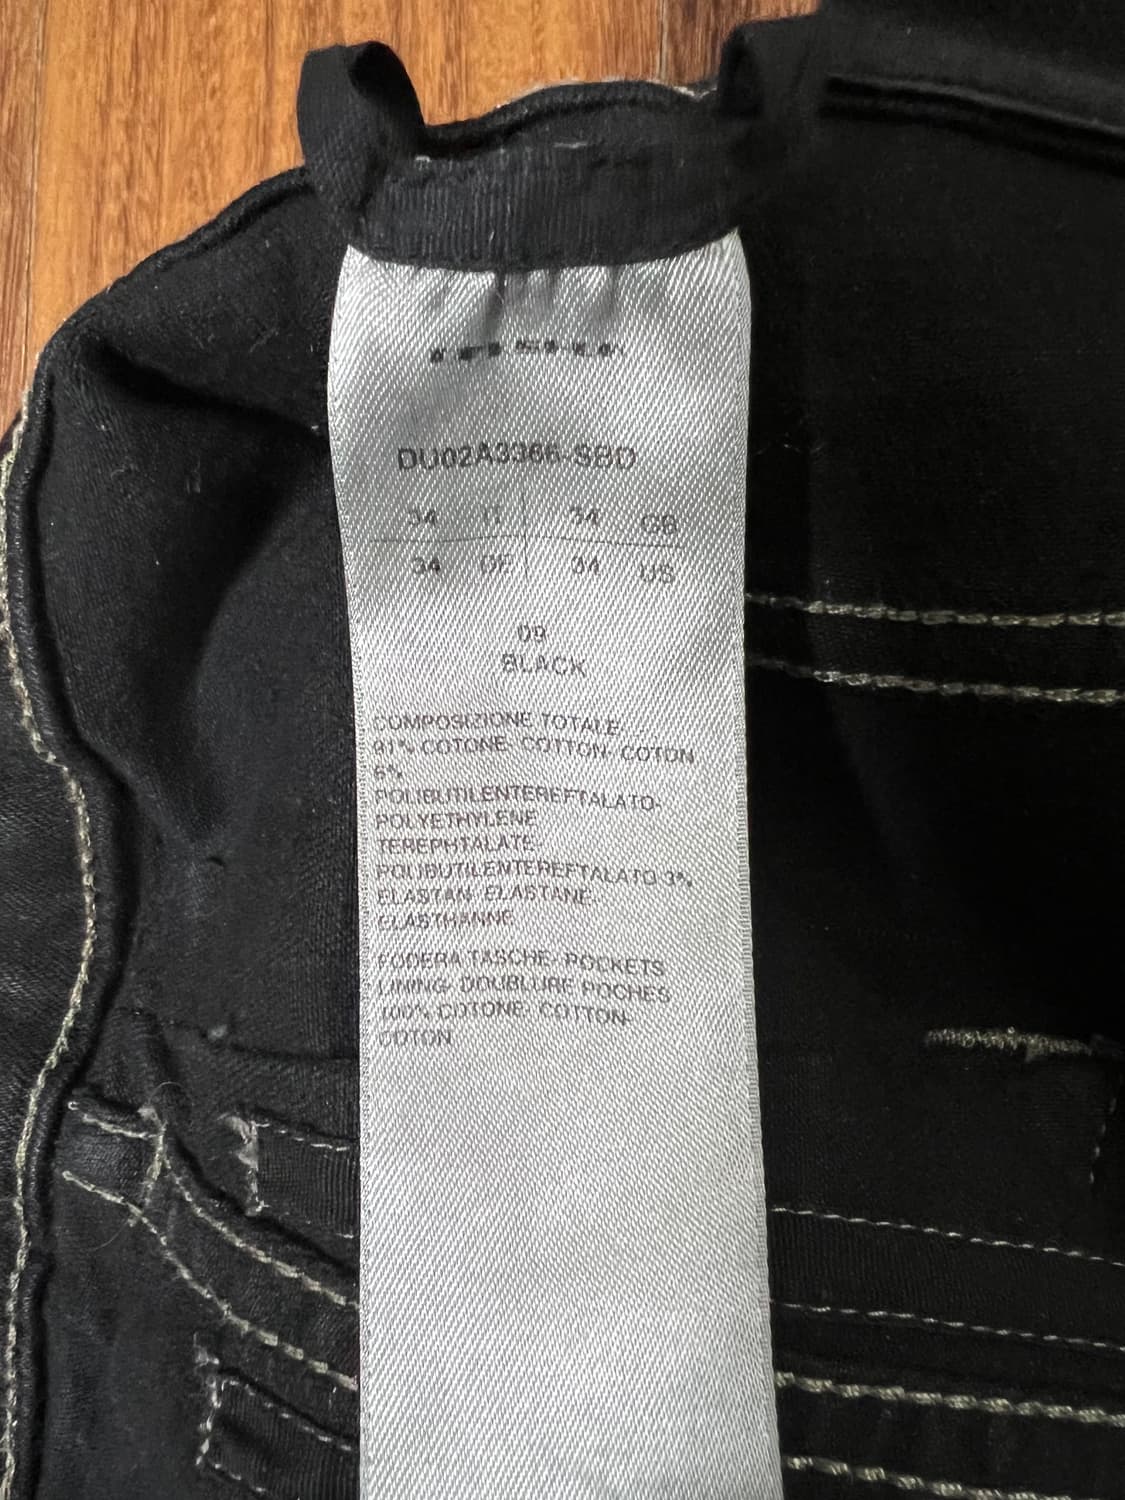 DU02A3366-SBD
34 IT 34 GB
34 DE 34 US
09
BLACK
COMPOSIZIONE TOTALE
91% COTONE- COTTON- COTON
6%
POLIBUTILENTEREFTALATO-
POLYETHYLENE
TEREPHTALATE
POLIBUTILENTEREFTALATO 3%
ELASTAN- ELASTANE-
ELASTHANNE
FODERA TASCHE- POCKETS
LINING- DOUBLURE POCHES
100% COTONE- COTTON-
COTON